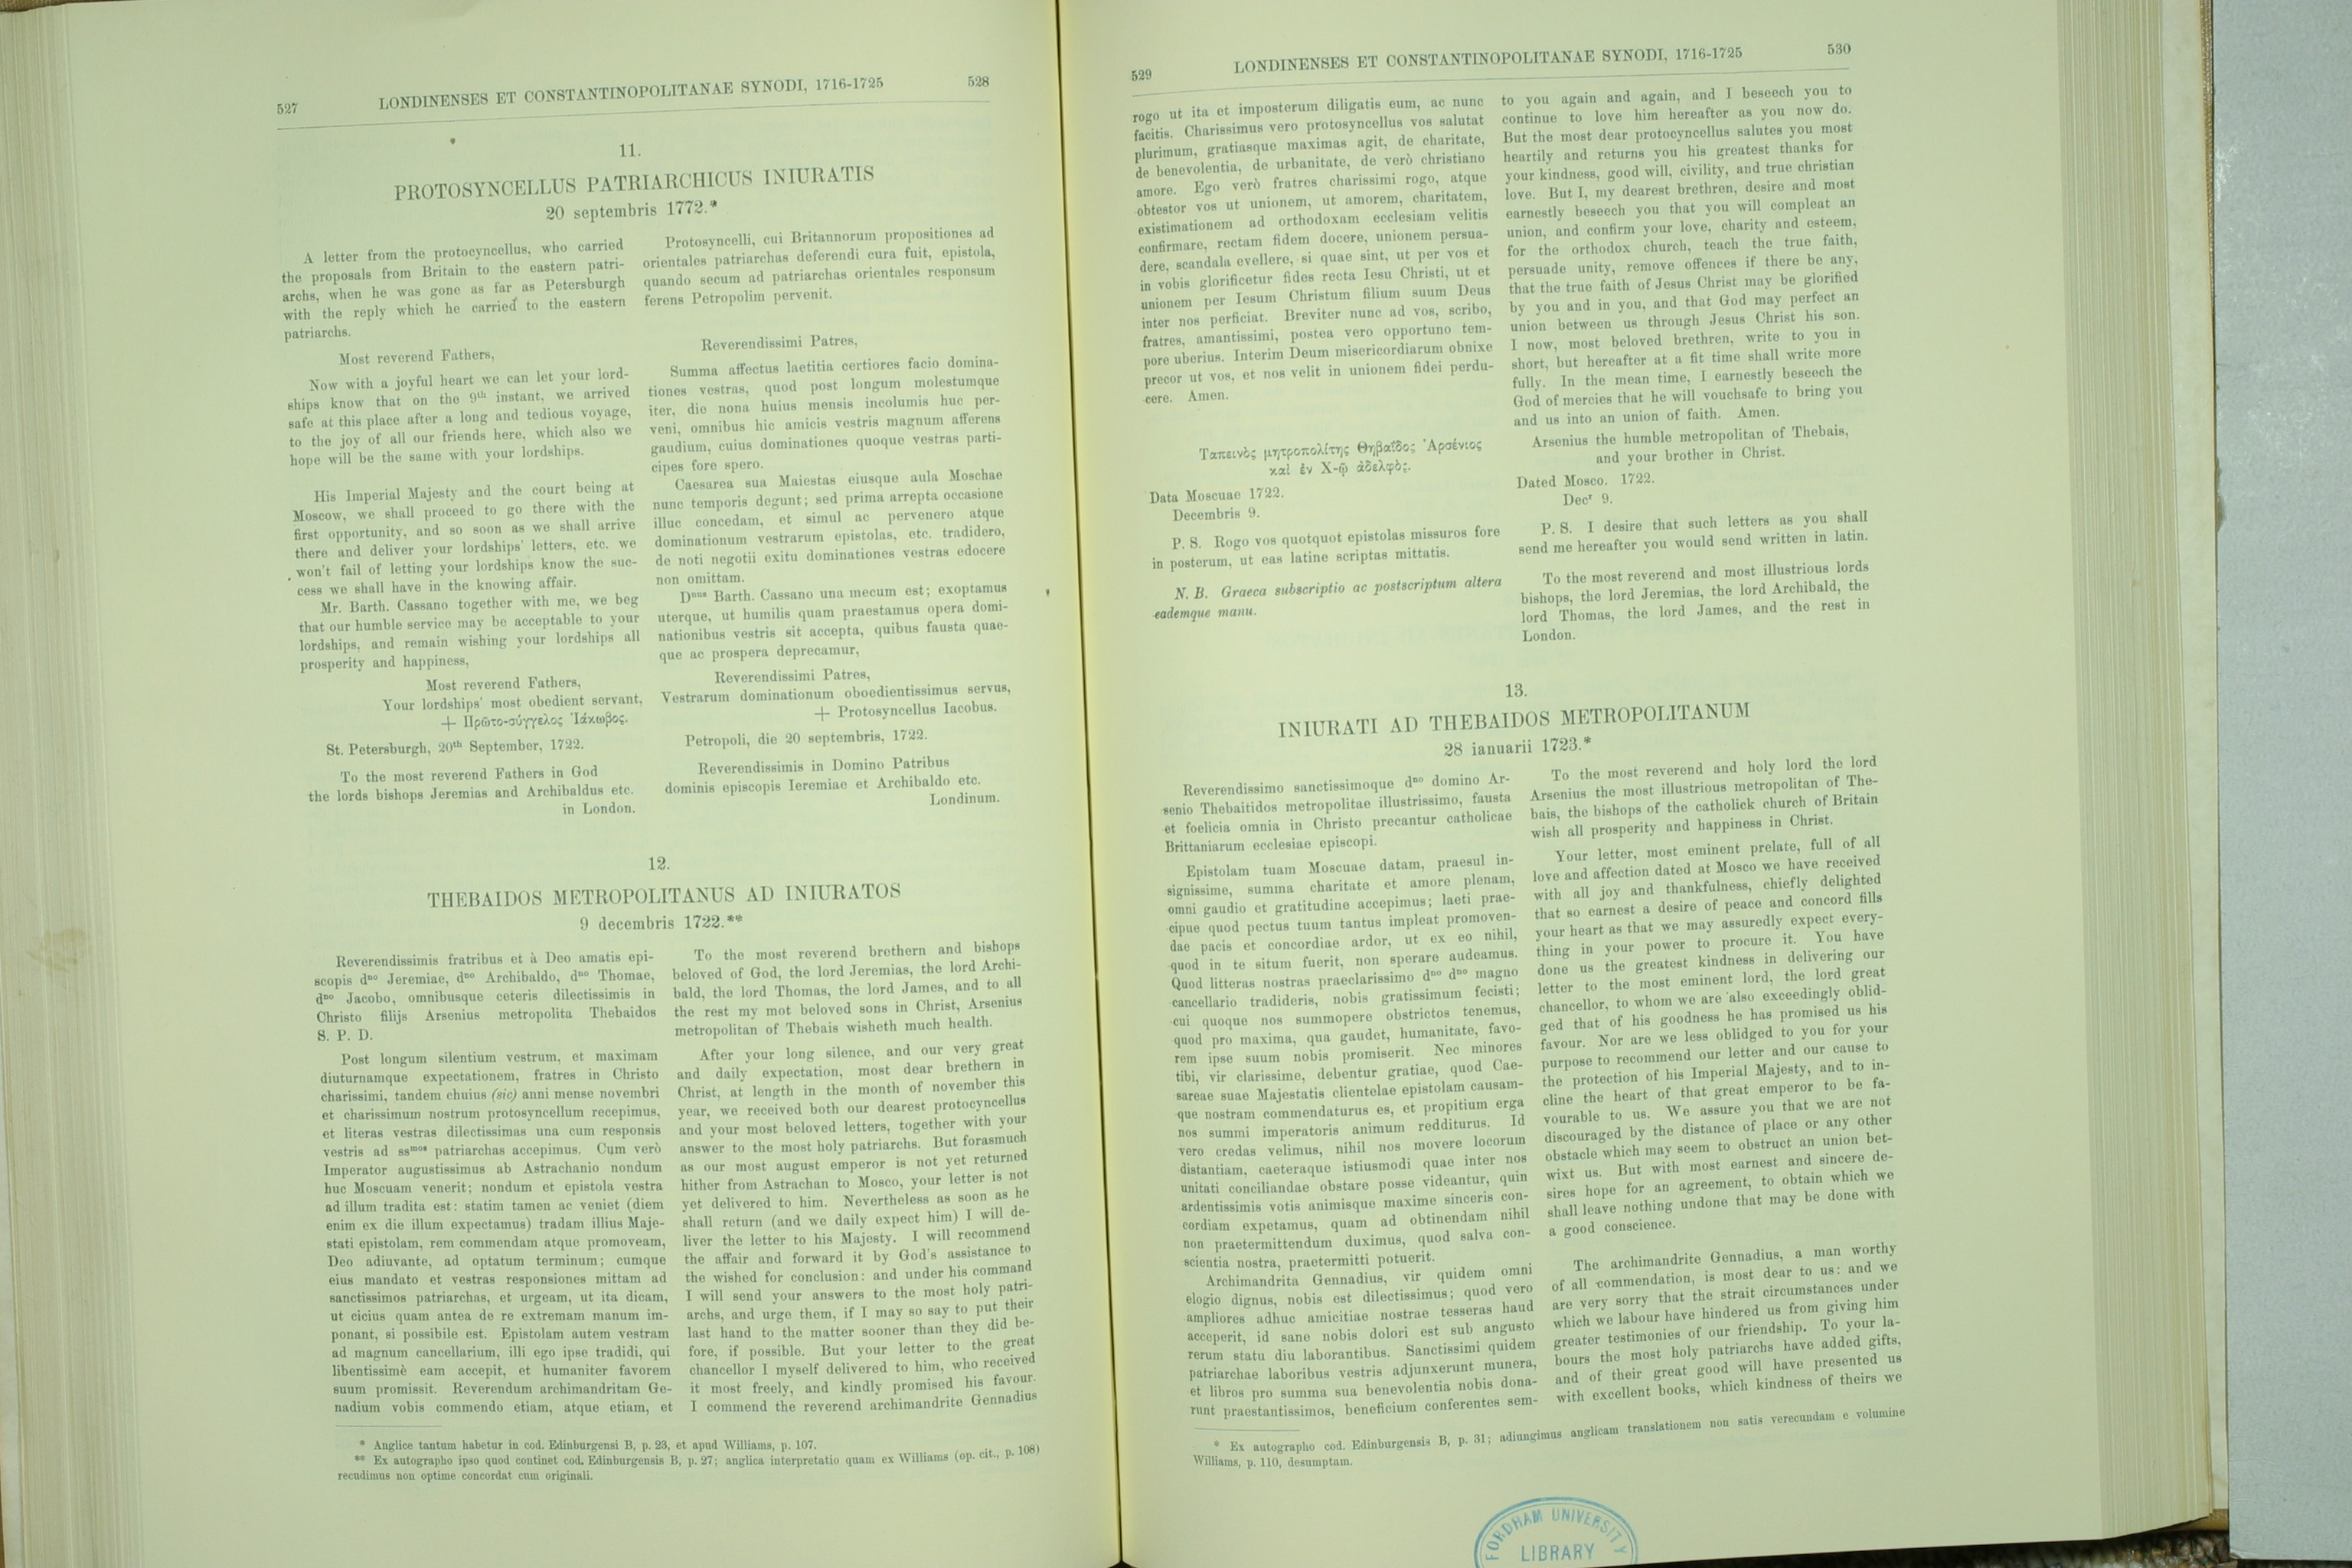 527
LONDINENSES ET CONSTANTINOPOLITANAE SYNODI, 1716-1725
528
11.
PROTOSYNCELLUS PATRIARCHICUS INIURATIS
20 septembris 1772.*
A letter from the protocyncellus, who carried
the proposals from Britain to the eastern patri-
archs, when he was gone as far as Petersburgh
with the reply which he carried to the eastern
patriarchs.
Most reverend Fathers,
Now with a joyful heart we can let your lord-
ships know that on the 9th instant, we arrived
safe at this place after a long and tedious voyage,
to the joy of all our friends here, which also we
hope will be the same with your lordships.
His Imperial Majesty and the court being at
Moscow, we shall proceed to go there with the
first opportunity, and so soon as we shall arrive
there and deliver your lordships' letters, etc. we
won't fail of letting your lordships know the suc-
cess we shall have in the knowing affair.
Mr. Barth. Cassano together with me, we beg
that our humble service may be acceptable to your
lordships, and remain wishing your lordships all
prosperity and happiness,
Most reverend Fathers,
Your lordships' most obedient servant,
+ Πρῶτο-σύγγελος Ἰάκωβος.
St. Petersburgh, 20th September, 1722.
To the most reverend Fathers in God
the lords bishops Jeremias and Archibaldus etc.
in London.
Protosyncelli, cui Britannorum propositiones ad
orientales patriarchas deferendi cura fuit, epistola,
quando secum ad patriarchas orientales responsum
ferens Petropolim pervenit.
Reverendissimi Patres,
Summa affectus laetitia certiores facio domina-
tiones vestras, quod post longum molestumque
iter, die nona huius mensis incolumis huc per-
veni, omnibus hic amicis vestris magnum afferens
gaudium, cuius dominationes quoque vestras parti-
cipes fore spero.
Caesarea sua Maiestas eiusque aula Moschae
nunc temporis degunt; sed prima arrepta occasione
illuc concedam, et simul ac pervenero atque
dominationum vestrarum epistolas, etc. tradidero,
de noti negotii exitu dominationes vestras edocere
non omittam.
Dnus Barth. Cassano una mecum est; exoptamus
uterque, ut humilis quam praestamus opera domi-
nationibus vestris sit accepta, quibus fausta quae-
que ac prospera deprecamur,
Reverendissimi Patres,
Vestrarum dominationum oboedientissimus servus,
+ Protosyncellus Iacobus.
Petropoli, die 20 septembris, 1722.
Reverendissimis in Domino Patribus
dominis episcopis Ieremiae et Archibaldo etc.
Londinum.
12.
THEBAIDOS METROPOLITANUS AD INIURATOS
9 decembris 1722.**
Reverendissimis fratribus et à Deo amatis epi-
scopis dno Jeremiae, dno Archibaldo, dno Thomae,
dno Jacobo, omnibusque ceteris dilectissimis in
Christo filijs Arsenius metropolita Thebaidos
S. P. D.
Post longum silentium vestrum, et maximam
diuturnamque expectationem, fratres in Christo
charissimi, tandem chuius (sic) anni mense novembri
et charissimum nostrum protosyncellum recepimus,
et literas vestras dilectissimas una cum responsis
vestris ad ssmos patriarchas accepimus. Cum verò
Imperator augustissimus ab Astrachanio nondum
huc Moscuam venerit; nondum et epistola vestra
ad illum tradita est: statim tamen ac veniet (diem
enim ex die illum expectamus) tradam illius Maje-
stati epistolam, rem commendam atque promoveam,
Deo adiuvante, ad optatum terminum; cumque
eius mandato et vestras responsiones mittam ad
sanctissimos patriarchas, et urgeam, ut ita dicam,
ut cicius quam antea de re extremam manum im-
ponant, si possibile est. Epistolam autem vestram
ad magnum cancellarium, illi ego ipse tradidi, qui
libentissimè eam accepit, et humaniter favorem
suum promissit. Reverendum archimandritam Ge-
nadium vobis commendo etiam, atque etiam, et
To the most reverend brothern and bishops
beloved of God, the lord Jeremias, the lord Archi-
bald, the lord Thomas, the lord James, and to all
the rest my mot beloved sons in Christ, Arsenius
metropolitan of Thebais wisheth much health.
After your long silence, and our very great
and daily expectation, most dear brethern in
Christ, at length in the month of november this
year, we received both our dearest protocyncellus
and your most beloved letters, together with your
answer to the most holy patriarchs. But forasmuch
as our most august emperor is not yet returned
hither from Astrachan to Mosco, your letter is not
yet delivered to him. Nevertheless as soon as he
shall return (and we daily expect him) I will de-
liver the letter to his Majesty. I will recommend
the affair and forward it by God's assistance to
the wished for conclusion: and under his command
I will send your answers to the most holy patri-
archs, and urge them, if I may so say to put their
last hand to the matter sooner than they did be-
fore, if possible. But your letter to the great
chancellor I myself delivered to him, who received
it most freely, and kindly promised his favour.
I commend the reverend archimandrite Gennadius
* Anglice tantum habetur in cod. Edinburgensi B, p. 23, et apud Williams, p. 107.
** Ex autographo ipso quod continet cod. Edinburgensis B, p. 27; anglica interpretatio quam ex Williams (op. cit., p. 108)
recudimus non optime concordat cum originali.
529
LONDINENSES ET CONSTANTINOPOLITANAE SYNODI, 1716-1725
530
rogo ut ita et imposterum diligatis eum, ac nunc
facitis. Charissimus vero protosyncellus vos salutat
plurimum, gratiasque maximas agit, de charitate,
de benevolentia, de urbanitate, de verò christiano
amore. Ego verò fratres charissimi rogo, atque
obtestor vos ut unionem, ut amorem, charitatem,
existimationem ad orthodoxam ecclesiam velitis
confirmare, rectam fidem docere, unionem persua-
dere, scandala evellere, si quae sint, ut per vos et
in vobis glorificetur fides recta Iesu Christi, ut et
unionem per Iesum Christum filium suum Deus
inter nos perficiat. Breviter nunc ad vos, scribo,
fratres, amantissimi, postea vero opportuno tem-
pore uberius. Interim Deum misericordiarum obnixe
precor ut vos, et nos velit in unionem fidei perdu-
cere. Amen.
Ταπεινὸς μητροπολίτης Θηβαΐδος Ἀρσένιος
καὶ ἐν Χ-ῷ ἀδελφὸς.
Data Moscuae 1722.
Decembris 9.
P. S. Rogo vos quotquot epistolas missuros fore
in posterum, ut eas latine scriptas mittatis.
N. B. Graeca subscriptio ac postscriptum altera
eademque manu.
to you again and again, and I beseech you to
continue to love him hereafter as you now do.
But the most dear protocyncellus salutes you most
heartily and returns you his greatest thanks for
your kindness, good will, civility, and true christian
love. But I, my dearest brethren, desire and most
earnestly beseech you that you will compleat an
union, and confirm your love, charity and esteem,
for the orthodox church, teach the true faith,
persuade unity, remove offences if there be any,
that the true faith of Jesus Christ may be glorified
by you and in you, and that God may perfect an
union between us through Jesus Christ his son.
I now, most beloved brethren, write to you in
short, but hereafter at a fit time shall write more
fully. In the mean time, I earnestly beseech the
God of mercies that he will vouchsafe to bring you
and us into an union of faith. Amen.
Arsenius the humble metropolitan of Thebais,
and your brother in Christ.
Dated Mosco. 1722.
Decr 9.
P. S. I desire that such letters as you shall
send me hereafter you would send written in latin.
To the most reverend and most illustrious lords
bishops, the lord Jeremias, the lord Archibald, the
lord Thomas, the lord James, and the rest in
London.
13.
INIURATI AD THEBAIDOS METROPOLITANUM
28 ianuarii 1723.*
Reverendissimo sanctissimoque dno domino Ar-
senio Thebaitidos metropolitae illustrissimo, fausta
et foelicia omnia in Christo precantur catholicae
Brittaniarum ecclesiae episcopi.
Epistolam tuam Moscuae datam, praesul in-
signissime, summa charitate et amore plenam,
omni gaudio et gratitudine accepimus; laeti prae-
cipue quod pectus tuum tantus impleat promoven-
dae pacis et concordiae ardor, ut ex eo nihil,
quod in te situm fuerit, non sperare audeamus.
Quod litteras nostras praeclarissimo dno dno magno
cancellario tradideris, nobis gratissimum fecisti;
cui quoque nos summopere obstrictos tenemus,
quod pro maxima, qua gaudet, humanitate, favo-
rem ipse suum nobis promiserit. Nec minores
tibi, vir clarissime, debentur gratiae, quod Cae-
sareae suae Majestatis clientelae epistolam causam-
que nostram commendaturus es, et propitium erga
nos summi imperatoris animum redditurus. Id
vero credas velimus, nihil nos movere locorum
distantiam, caeteraque istiusmodi quae inter nos
unitati conciliandae obstare posse videantur, quin
ardentissimis votis animisque maxime sinceris con-
cordiam expetamus, quam ad obtinendam nihil
non praetermittendum duximus, quod salva con-
scientia nostra, praetermitti potuerit.
Archimandrita Gennadius, vir quidem omni
elogio dignus, nobis est dilectissimus; quod vero
ampliores adhuc amicitiae nostrae tesseras haud
acceperit, id sane nobis dolori est sub angusto
rerum statu diu laborantibus. Sanctissimi quidem
patriarchae laboribus vestris adjunxerunt munera,
et libros pro summa sua benevolentia nobis dona-
runt praestantissimos, beneficium conferentes sem-
To the most reverend and holy lord the lord
Arsenius the most illustrious metropolitan of The-
bais, the bishops of the catholick church of Britain
wish all prosperity and happiness in Christ.
Your letter, most eminent prelate, full of all
love and affection dated at Mosco we have received
with all joy and thankfulness, chiefly delighted
that so earnest a desire of peace and concord fills
your heart as that we may assuredly expect every-
thing in your power to procure it. You have
done us the greatest kindness in delivering our
letter to the most eminent lord, the lord great
chancellor, to whom we are also exceedingly oblid-
ged that of his goodness he has promised us his
favour. Nor are we less oblidged to you for your
purpose to recommend our letter and our cause to
the protection of his Imperial Majesty, and to in-
cline the heart of that great emperor to be fa-
vourable to us. We assure you that we are not
discouraged by the distance of place or any other
obstacle which may seem to obstruct an union bet-
wixt us. But with most earnest and sincere de-
sires hope for an agreement, to obtain which we
shall leave nothing undone that may be done with
a good conscience.
The archimandrite Gennadius, a man worthy
of all commendation, is most dear to us: and we
are very sorry that the strait circumstances under
which we labour have hindered us from giving him
greater testimonies of our friendship. To your la-
bours the most holy patriarchs have added gifts,
and of their great good will have presented us
with excellent books, which kindness of theirs we
* Ex autographo cod. Edinburgensis B, p. 31; adiungimus anglicam translationem non satis verecundam e volumine
Williams, p. 110, desumptam.
FORDHAM UNIVERSITY
LIBRARY